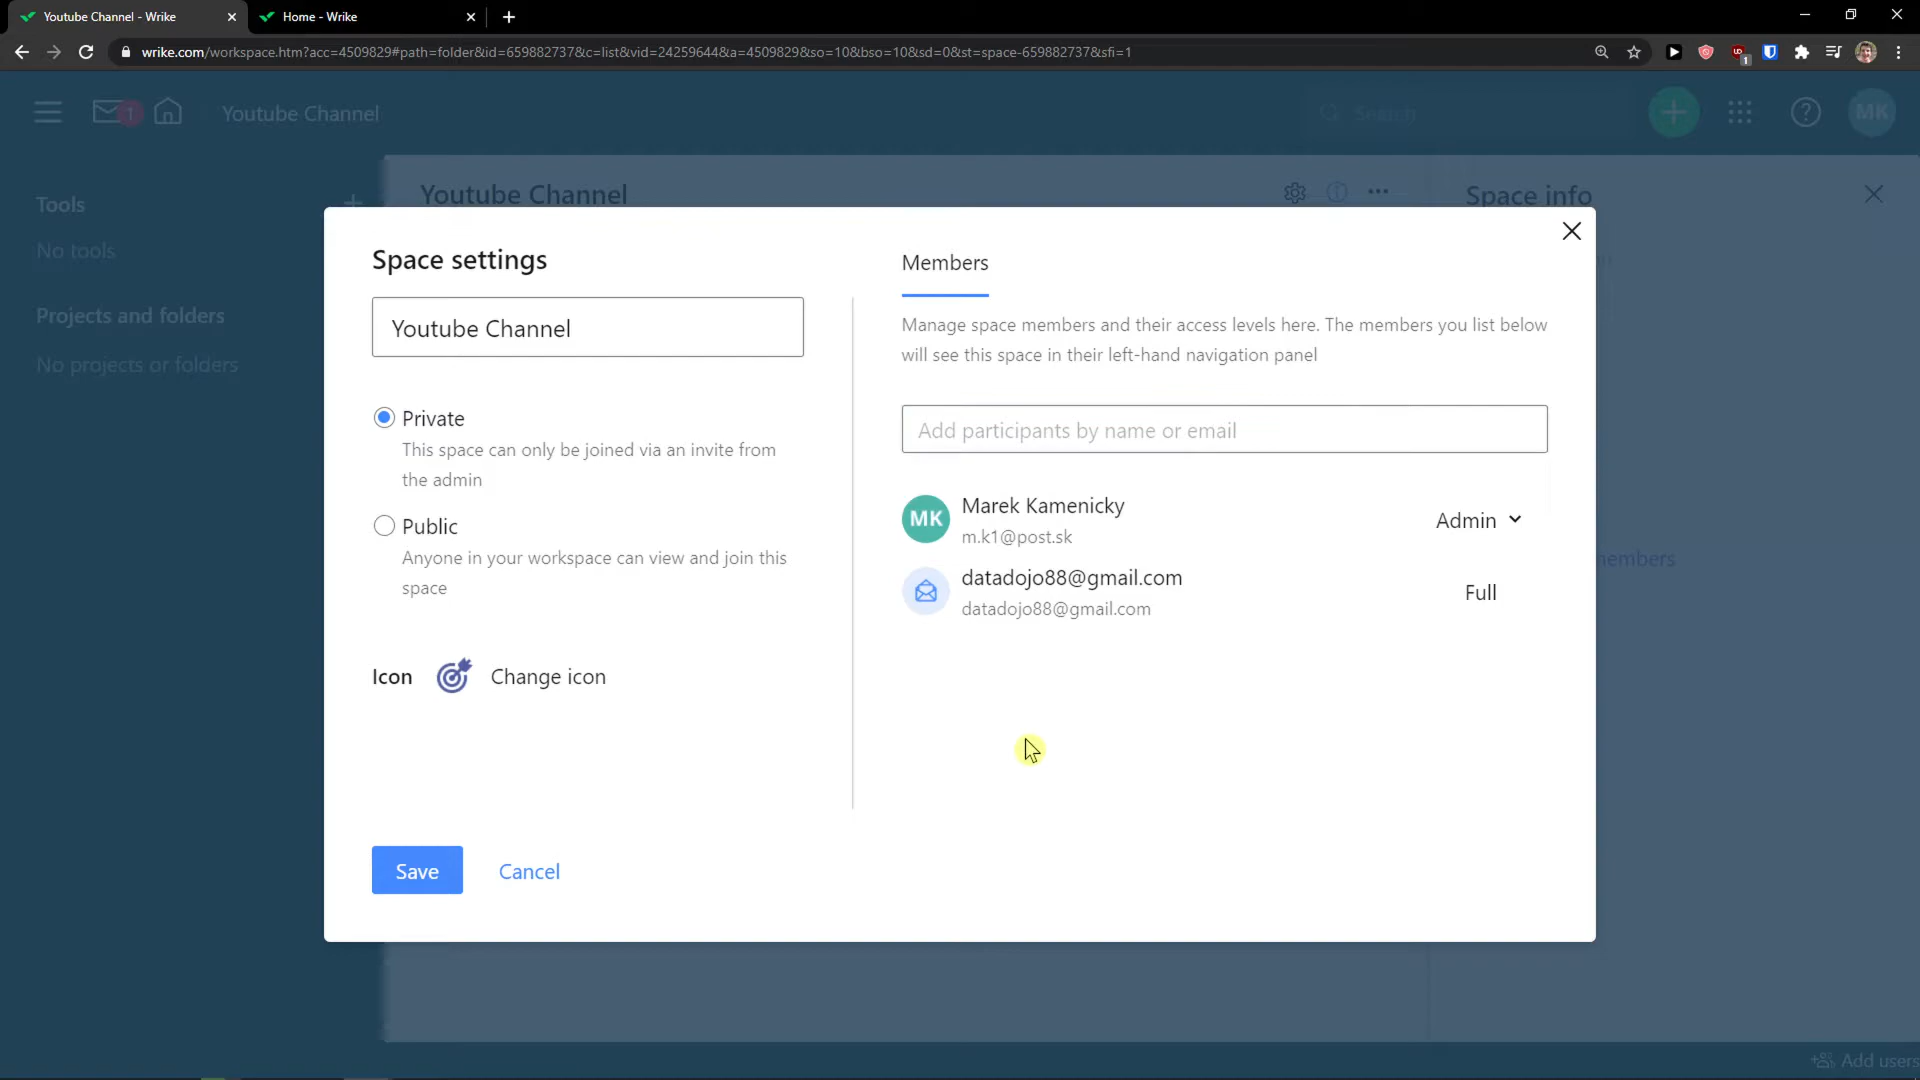 Youtube Channel - Wrike
Home - Wrike
wrike.com/workspace.htm?acc=4509829#path=folder&id=659882737&c=list&vid=24259644&a=4509829&so=10&bso=10&sd=0&st=space-659882737&sfi=1
1
1
Youtube Channel
Search
MK
Tools
No tools
Projects and folders
No projects or folders
Youtube Channel
Space info
Space settings
Youtube Channel
Private
This space can only be joined via an invite from
the admin
Public
Anyone in your workspace can view and join this
space
Icon
Change icon
Save
Cancel
Members
Manage space members and their access levels here. The members you list below
will see this space in their left-hand navigation panel
Add participants by name or email
MK
Marek Kamenicky
m.k1@post.sk
Admin
datadojo88@gmail.com
datadojo88@gmail.com
Full
members
Add users